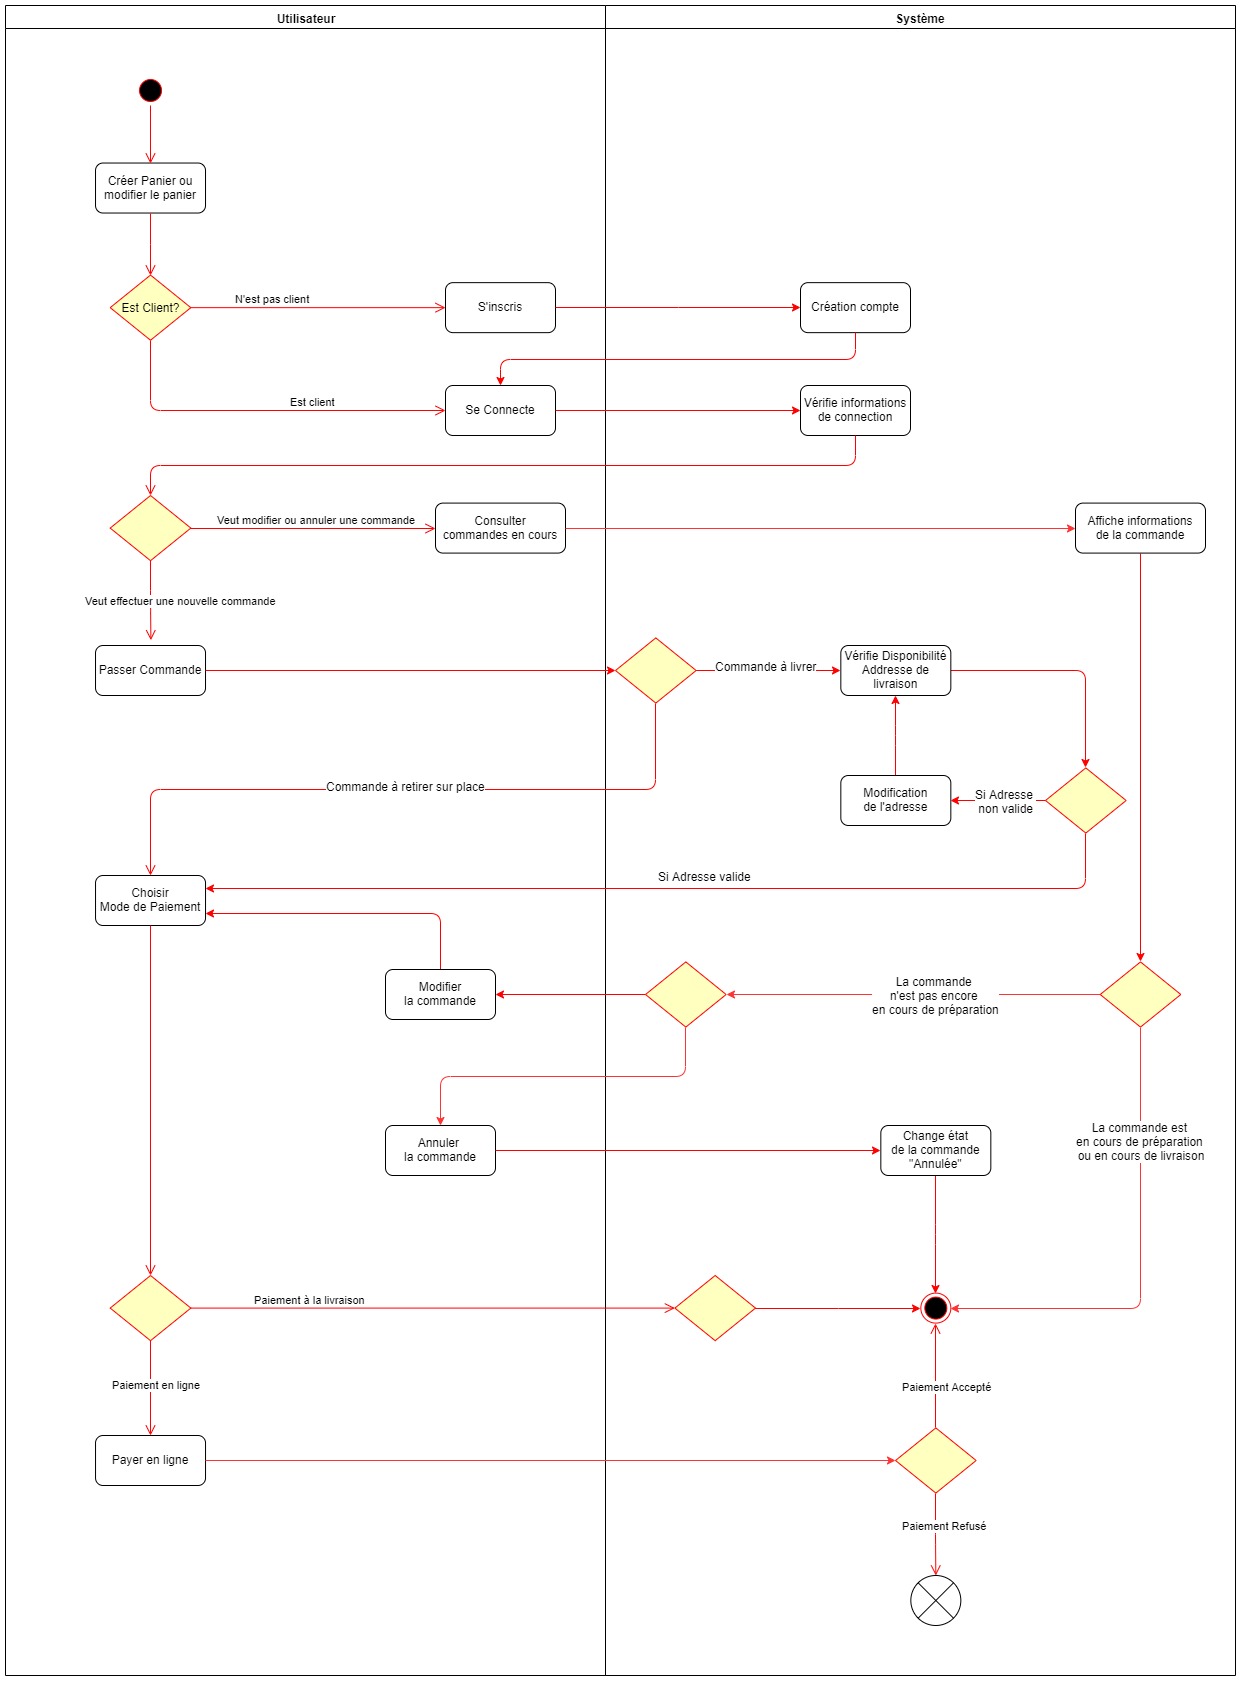 Utilisateur
Système
Créer Panier ou
modifier le panier
Est Client?
N'est pas client
S'inscris
Création compte
Est client
Se Connecte
Vérifie informations
de connection
Veut modifier ou annuler une commande
Consulter
commandes en cours
Affiche informations
de la commande
Veut effectuer une nouvelle commande
Passer Commande
Commande à livrer
Vérifie Disponibilité
Addresse de
livraison
Commande à retirer sur place
Modification
de l'adresse
Si Adresse
non valide
Choisir
Mode de Paiement
Si Adresse valide
Modifier
la commande
La commande
n'est pas encore
en cours de préparation
Annuler
la commande
Change état
de la commande
"Annulée"
La commande est
en cours de préparation
ou en cours de livraison
Paiement à la livraison
Paiement en ligne
Paiement Accepté
Payer en ligne
Paiement Refusé